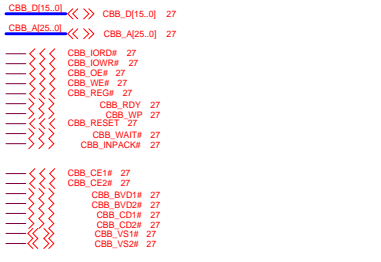 CBB_D[15..0] CBB_D[15..0] 27
CBB_A[25..0] CBB_A[25..0] 27
CBB_IORD# 27
CBB_IOWR# 27
CBB_OE# 27
CBB_WE# 27
CBB_REG# 27
CBB_RDY 27
CBB_WP 27
CBB_RESET 27
CBB_WAIT# 27
CBB_INPACK# 27
CBB_CE1# 27
CBB_CE2# 27
CBB_BVD1# 27
CBB_BVD2# 27
CBB_CD1# 27
CBB_CD2# 27
CBB_VS1# 27
CBB_VS2# 27